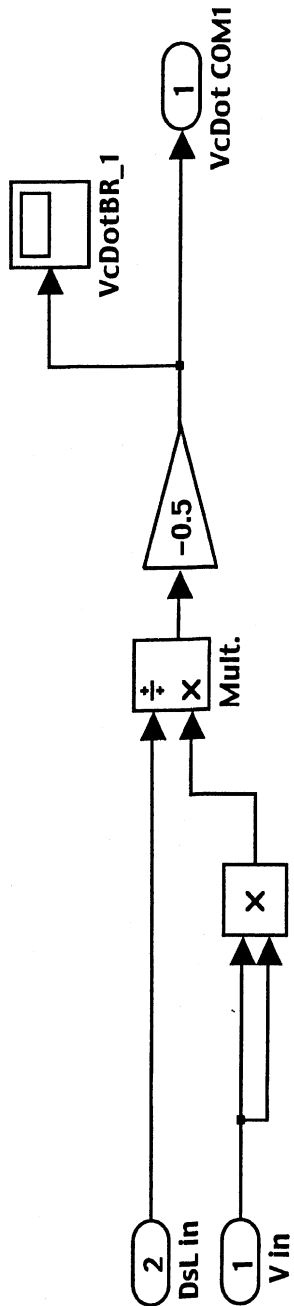 2
DsL in
1
V in
×
÷
×
Mult.
-0.5
VcDotBR_1
1
VcDot COM1